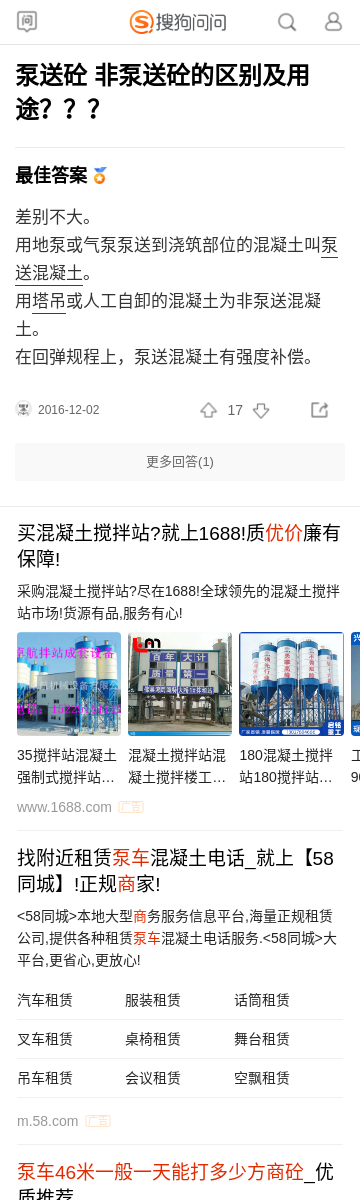 问
搜狗问问
泵送砼 非泵送砼的区别及用
途？？？
最佳答案
差别不大。
用地泵或气泵泵送到浇筑部位的混凝土叫泵
送混凝土。
用塔吊或人工自卸的混凝土为非泵送混凝
土。
在回弹规程上，泵送混凝土有强度补偿。
2016-12-02
17
更多回答(1)
买混凝土搅拌站?就上1688!质优价廉有
保障!
采购混凝土搅拌站?尽在1688!全球领先的混凝土搅拌
站市场!货源有品,服务有心!
百年大计
质量第一
35搅拌站混凝土
强制式搅拌站…
混凝土搅拌站混
凝土搅拌楼工…
180混凝土搅拌
站180搅拌站…
www.1688.com 广告
找附近租赁泵车混凝土电话_就上【58
同城】!正规商家!
<58同城>本地大型商务服务信息平台,海量正规租赁
公司,提供各种租赁泵车混凝土电话服务.<58同城>大
平台,更省心,更放心!
汽车租赁 服装租赁 话筒租赁
叉车租赁 桌椅租赁 舞台租赁
吊车租赁 会议租赁 空飘租赁
m.58.com 广告
泵车46米一般一天能打多少方商砼_优
质推荐